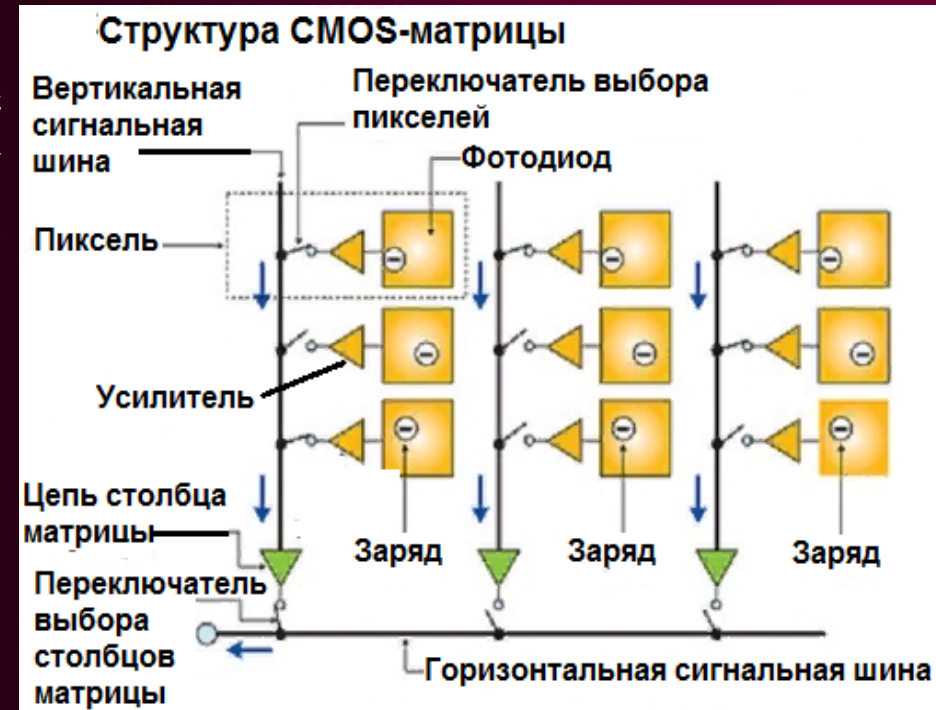 Структура CMOS-матрицы
Вертикальная
сигнальная
шина
Переключатель выбора
пикселей
Фотодиод
Пиксель
Усилитель
Цепь столбца
матрицы
Заряд
Заряд
Заряд
Переключатель
выбора
столбцов
матрицы
Горизонтальная сигнальная шина